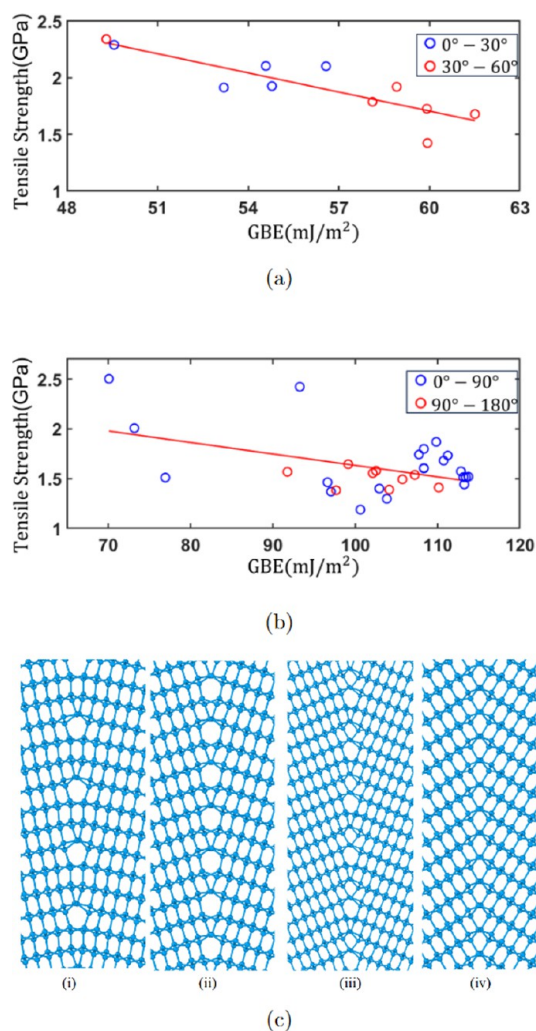 2.5
2
1.5
1
Tensile Strength(GPa)
0° − 30°
30° − 60°
48 51 54 57 60 63
GBE(mJ/m²)
(a)
2.5
2
1.5
1
Tensile Strength(GPa)
0° − 90°
90° − 180°
70 80 90 100 110 120
GBE(mJ/m²)
(b)
(i) (ii) (iii) (iv)
(c)